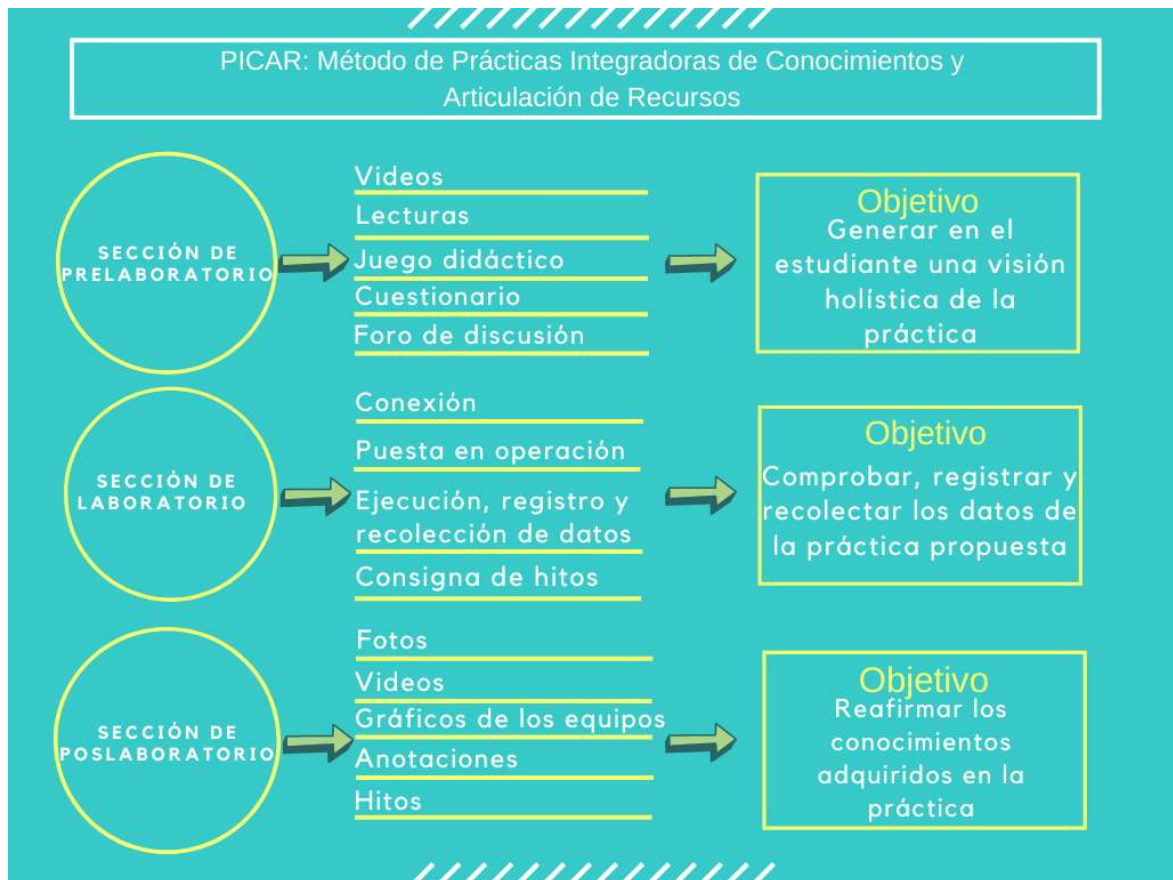 PICAR: Método de Prácticas Integradoras de Conocimientos y
Articulación de Recursos
SECCIÓN DE
PRELABORATORIO
Videos
Lecturas
Juego didáctico
Cuestionario
Foro de discusión
Objetivo
Generar en el
estudiante una visión
holística de la
práctica
SECCIÓN DE
LABORATORIO
Conexión
Puesta en operación
Ejecución, registro y
recolección de datos
Consigna de hitos
Objetivo
Comprobar, registrar y
recolectar los datos de
la práctica propuesta
SECCIÓN DE
POSLABORATORIO
Fotos
Videos
Gráficos de los equipos
Anotaciones
Hitos
Objetivo
Reafirmar los
conocimientos
adquiridos en la
práctica